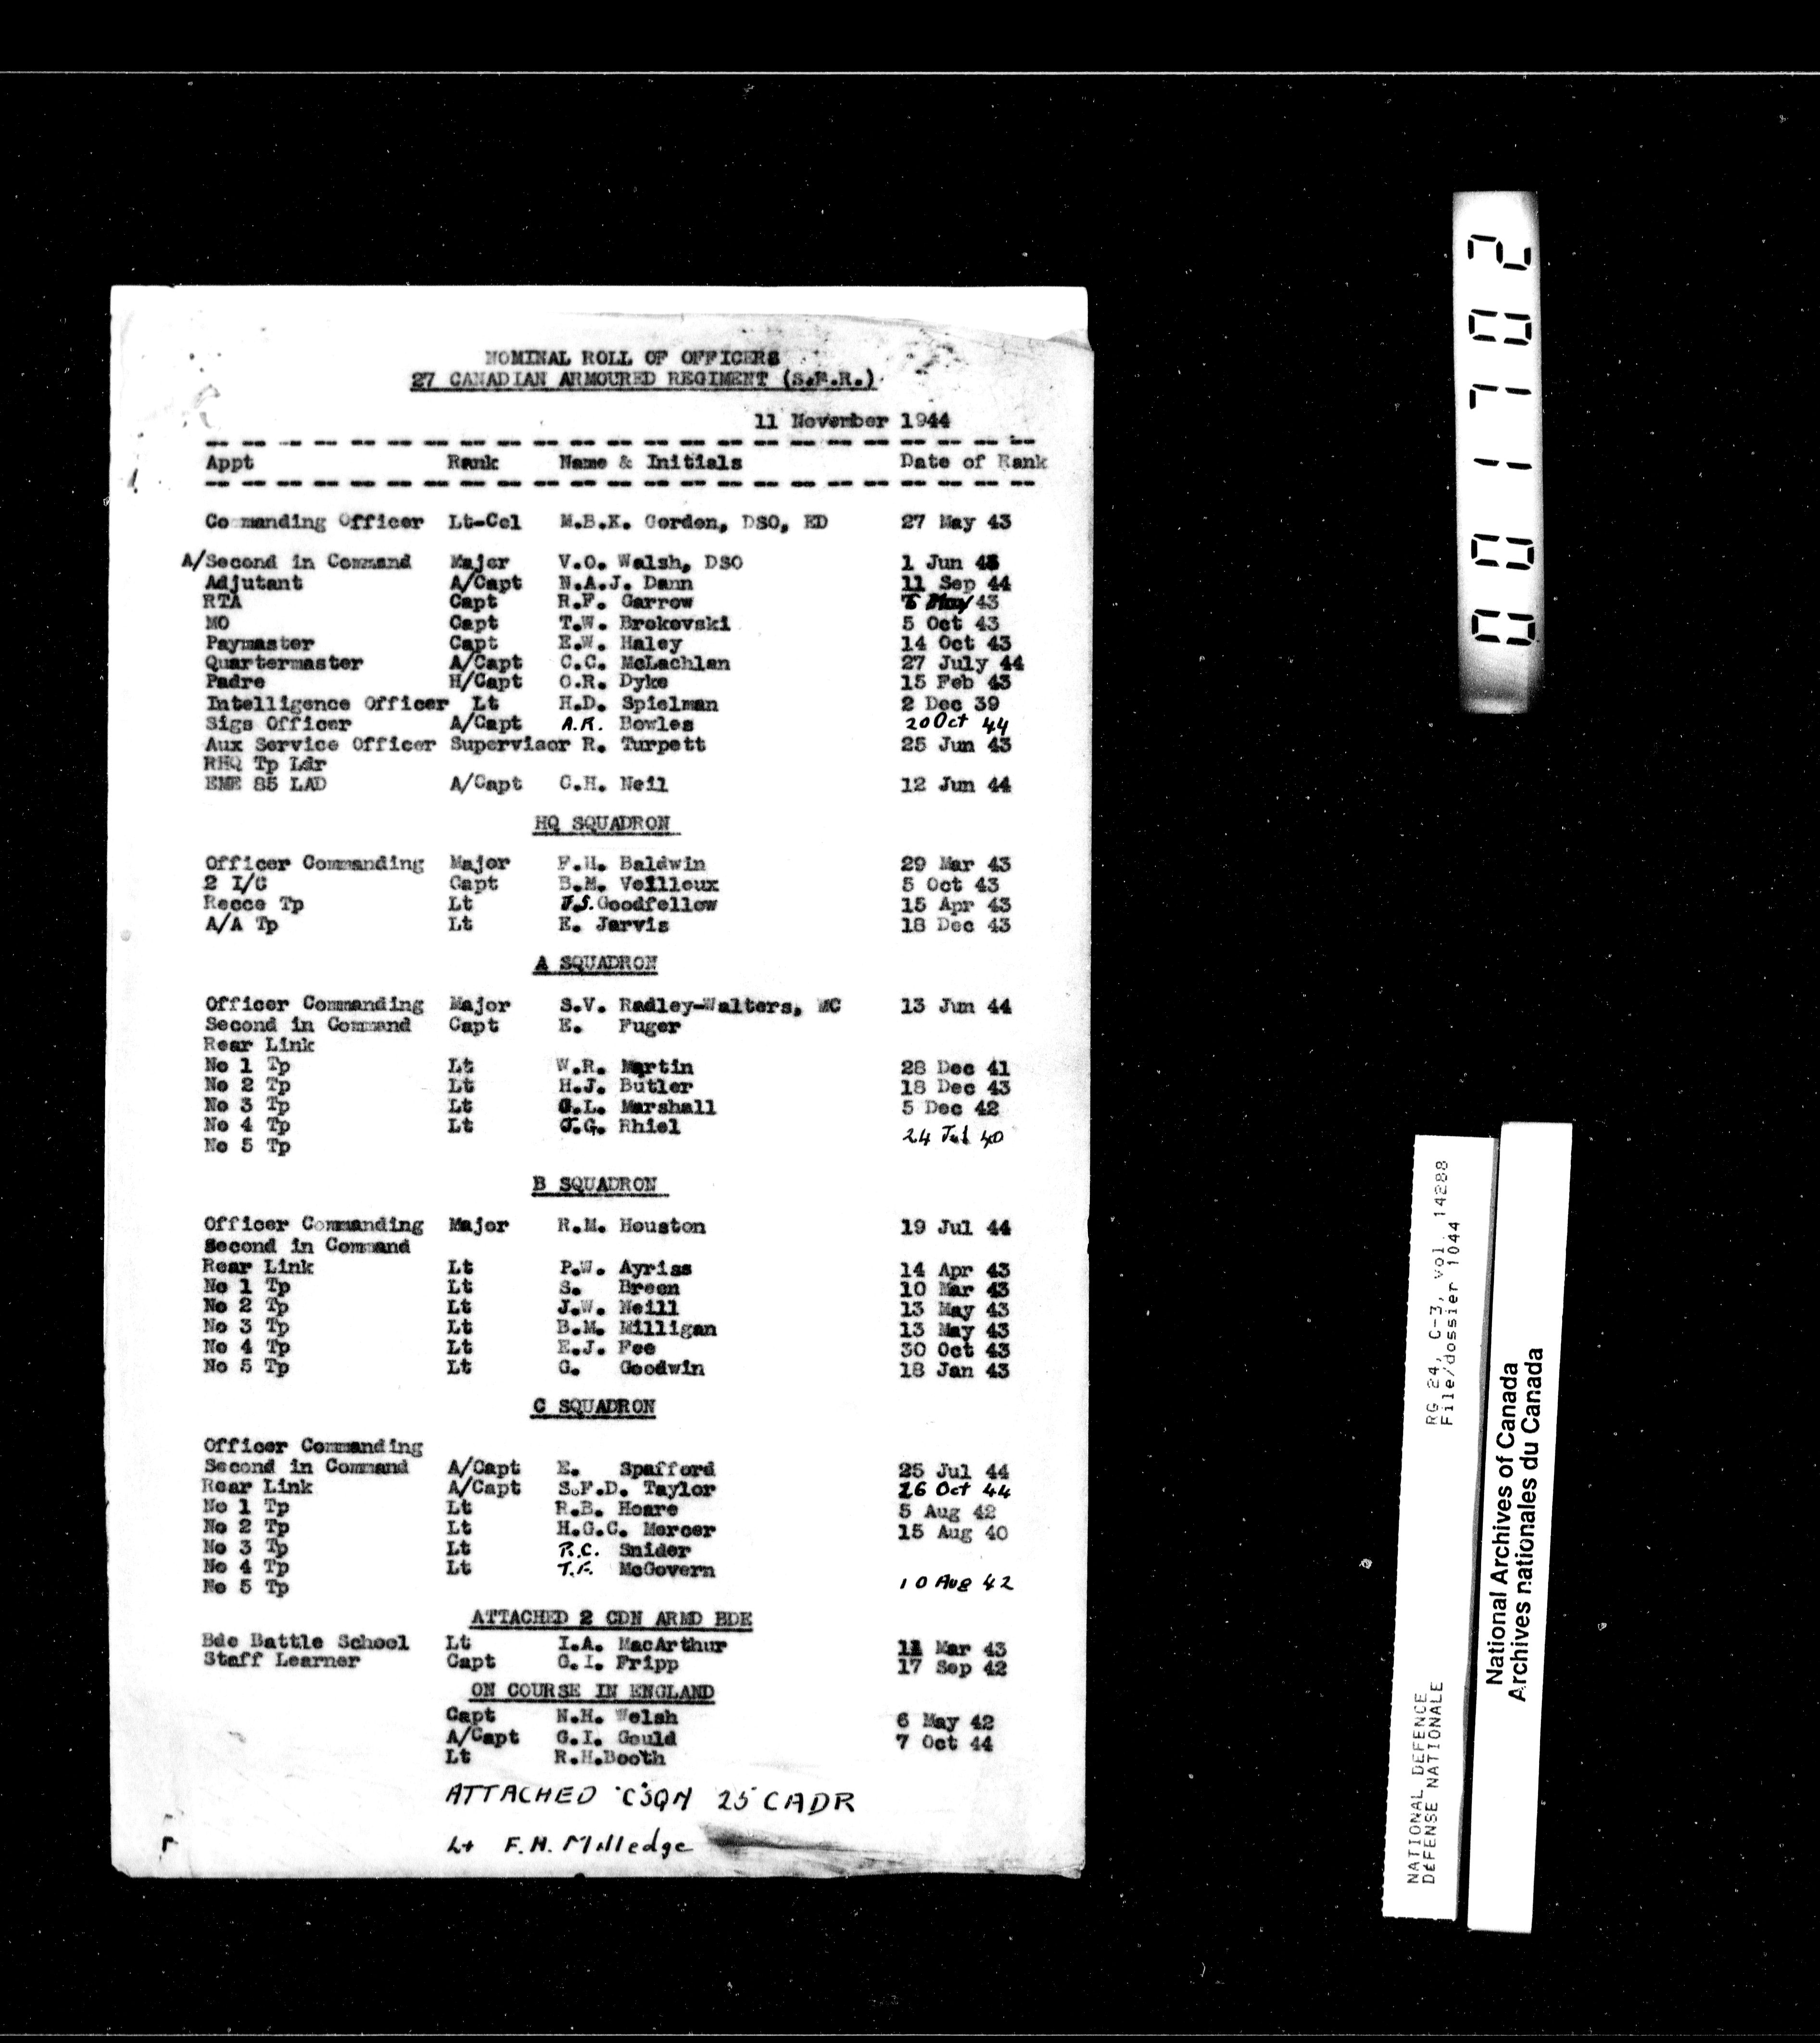 NOMINAL ROLL OF OFFICERS
27 CANADIAN ARMOURED REGIMENT (S.F.R.)
11 November 1944
Appt Rank Name & Initials Date of Rank
Commanding Officer Lt-Col M.B.K. Gordon, DSO, ED 27 May 43
A/Second in Command Major V.O. Walsh, DSO 1 Jun 43
Adjutant A/Capt N.A.J. Dann 11 Sep 44
RTA Capt R.F. Garrow May 43
MO Capt T.W. Brokovski 5 Oct 43
Paymaster Capt E.W. Haley 14 Oct 43
Quartermaster A/Capt C.C. McLachlan 27 July 44
Padre H/Capt O.R. Dyke 15 Feb 43
Intelligence Officer Lt H.D. Spielman 2 Dec 39
Sigs Officer A/Capt A.R. Bowles 20 Oct 44
Aux Service Officer Supervisor R. Turpett 25 Jun 43
RHQ Tp Ldr
EME 85 LAD A/Capt C.H. Neil 12 Jun 44
HQ SQUADRON
Officer Commanding Major F.H. Baldwin 29 Mar 43
2 I/C Capt B.M. Veilloux 5 Oct 43
Recce Tp Lt J.S. Goodfellow 15 Apr 43
A/A Tp Lt E. Jarvis 18 Dec 43
A SQUADRON
Officer Commanding Major S.V. Radley-Walters, MC 13 Jun 44
Second in Command Capt E. Fuger
Rear Link
No 1 Tp Lt W.R. Martin 28 Dec 41
No 2 Tp Lt H.J. Butler 18 Dec 43
No 3 Tp Lt G.L. Marshall 5 Dec 42
No 4 Tp Lt J.G. Rhiel 24 Jul 40
No 5 Tp
B SQUADRON
Officer Commanding Major R.M. Houston 19 Jul 44
Second in Command
Rear Link Lt P.W. Ayriss 14 Apr 43
No 1 Tp Lt S. Breen 10 Mar 43
No 2 Tp Lt J.W. Neill 13 May 43
No 3 Tp Lt B.M. Milligan 13 May 43
No 4 Tp Lt E.J. Fee 30 Oct 43
No 5 Tp Lt G. Goodwin 18 Jan 43
C SQUADRON
Officer Commanding
Second in Command A/Capt E. Spafford 25 Jul 44
Rear Link A/Capt S.F.D. Taylor 26 Oct 44
No 1 Tp Lt R.B. Hoare 5 Aug 42
No 2 Tp Lt H.G.C. Mercer 15 Aug 40
No 3 Tp Lt R.C. Snider
No 4 Tp Lt T.F. McGovern 10 Aug 42
No 5 Tp
ATTACHED 2 CDN ARMD BDE
Bde Battle School Lt I.A. MacArthur 11 Mar 43
Staff Learner Capt G.I. Fripp 17 Sep 42
ON COURSE IN ENGLAND
Capt N.H. Welsh 6 May 42
A/Capt G.I. Gould 7 Oct 44
Lt R.H.Booth
ATTACHED "C" SQN 25 CADR
Lt F.H. Milledge
001702
RG 24, C-3, vol. 14288
File/dossier 1044
NATIONAL DEFENCE
DÉFENSE NATIONALE
National Archives of Canada
Archives nationales du Canada